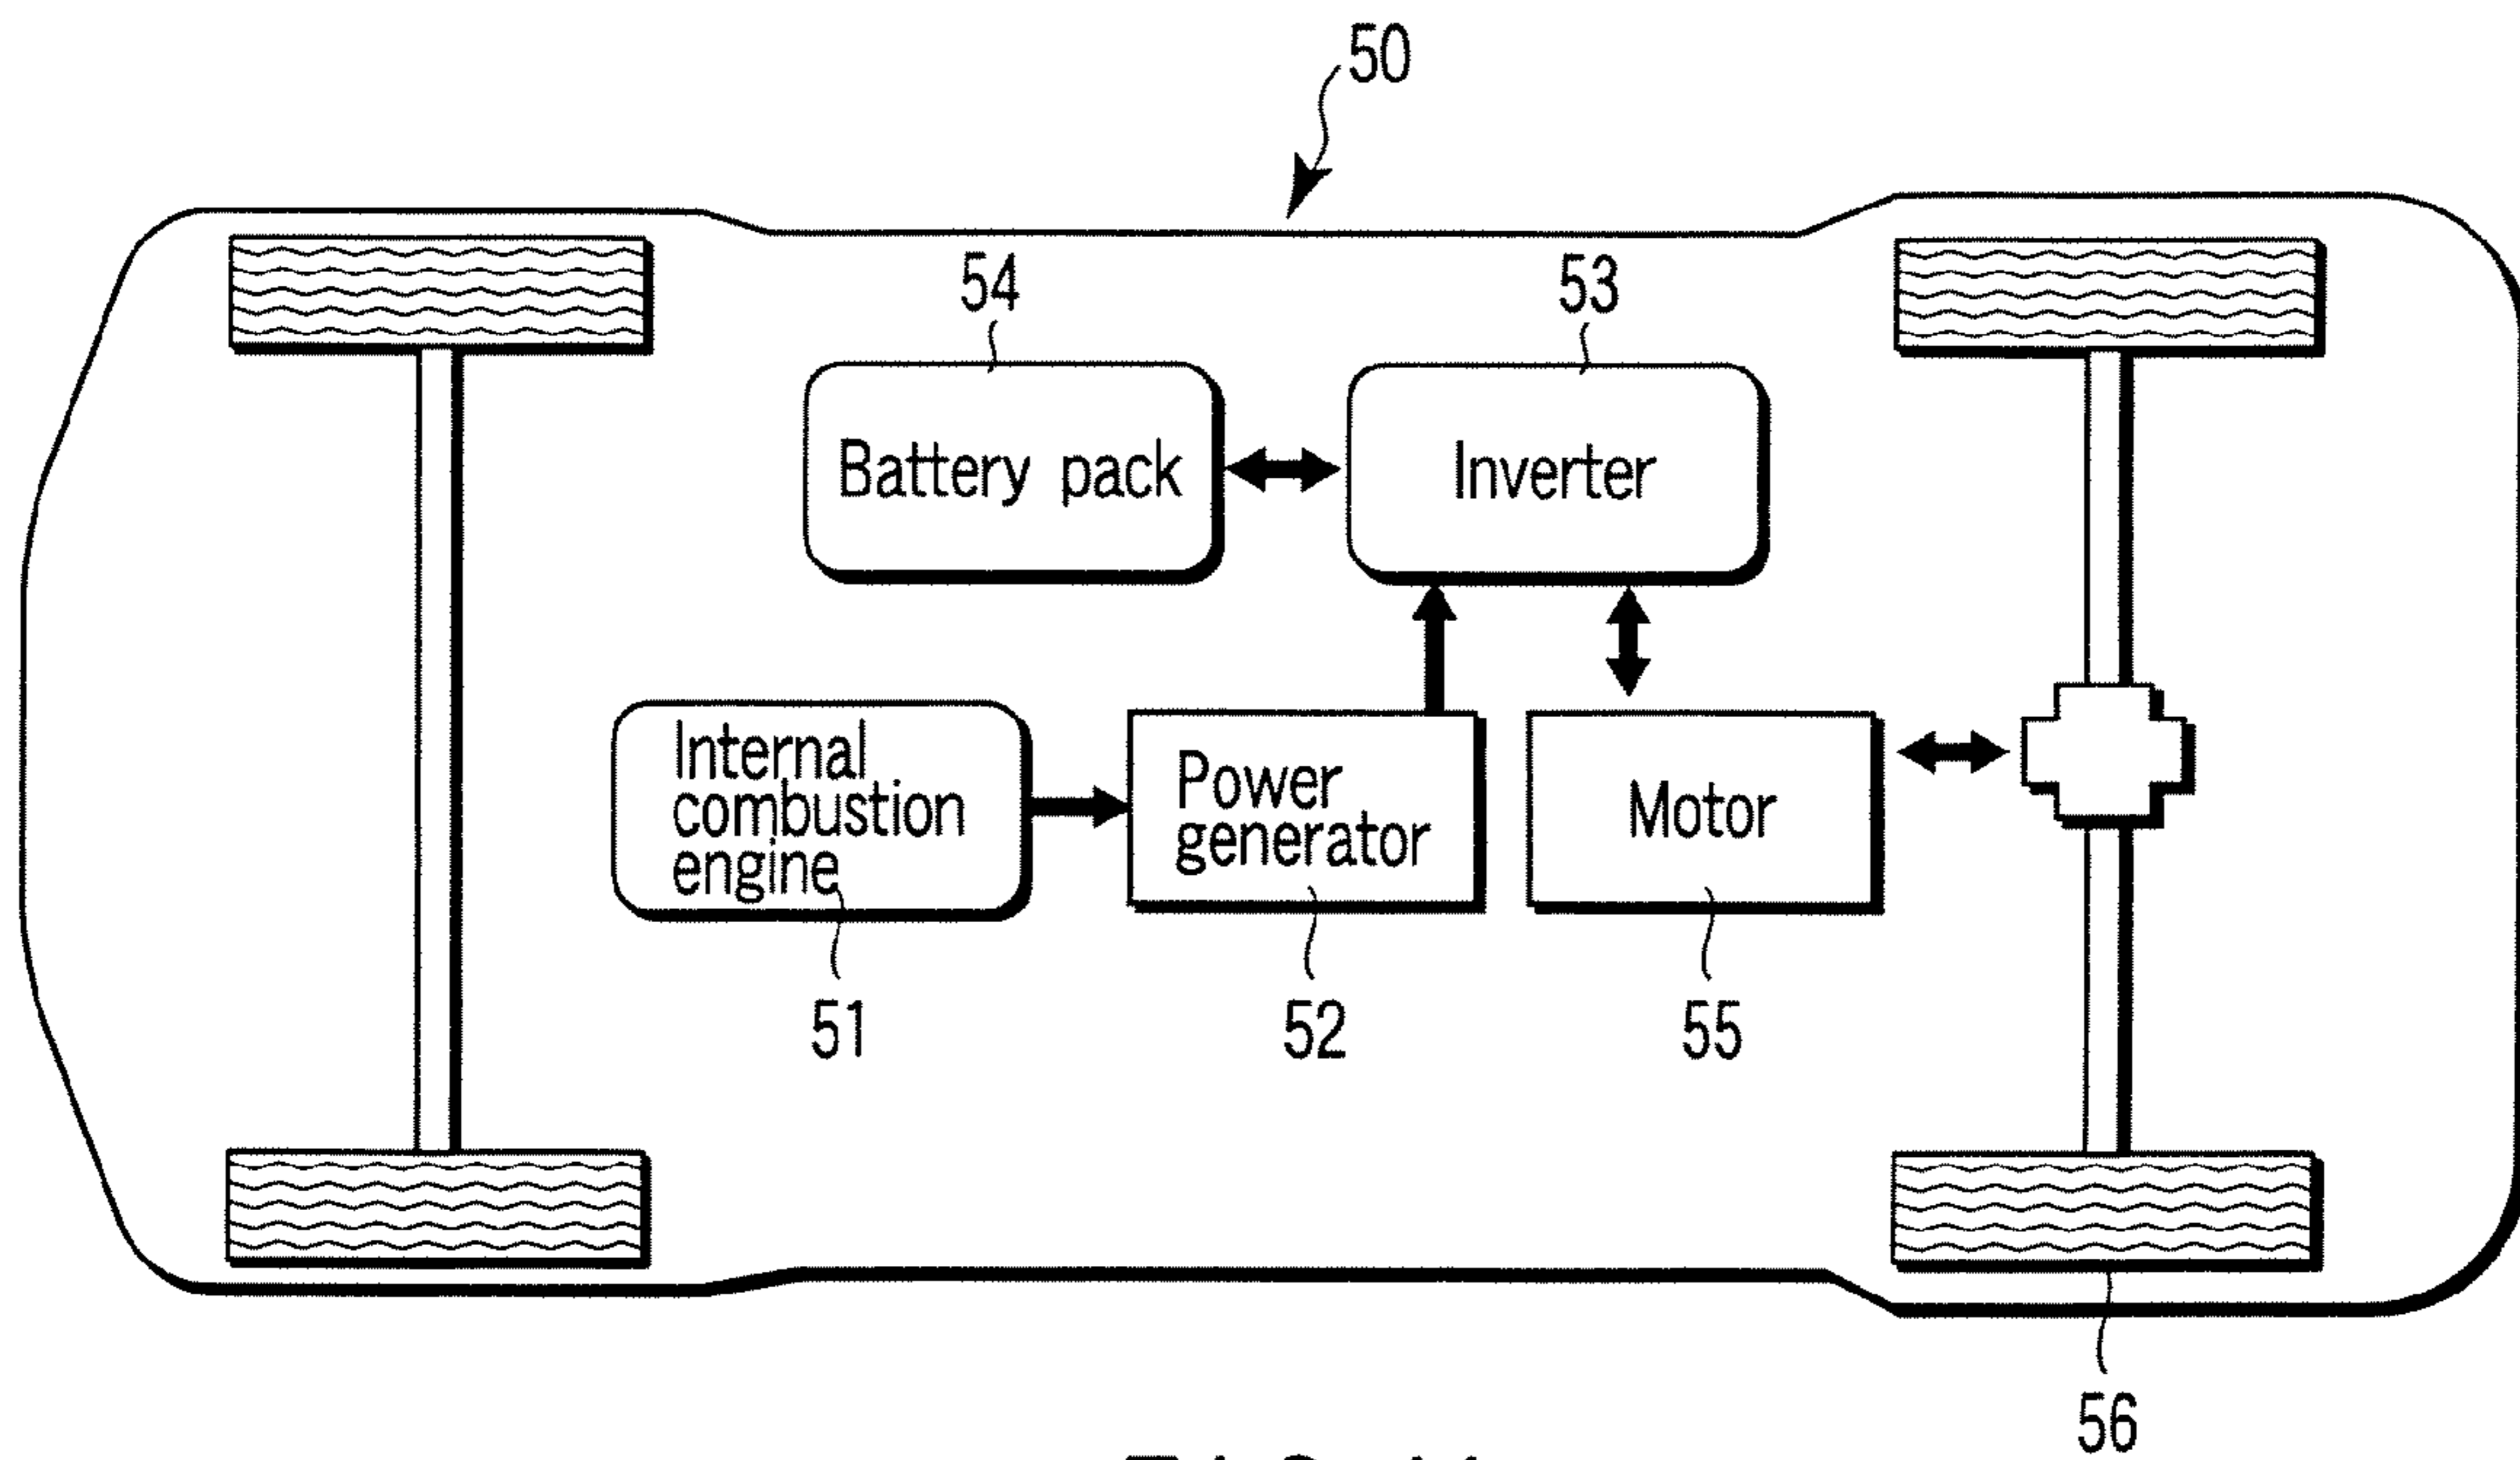 50
54
53
Battery pack
Inverter
Internal
combustion
engine
Power
generator
Motor
51
52
55
56